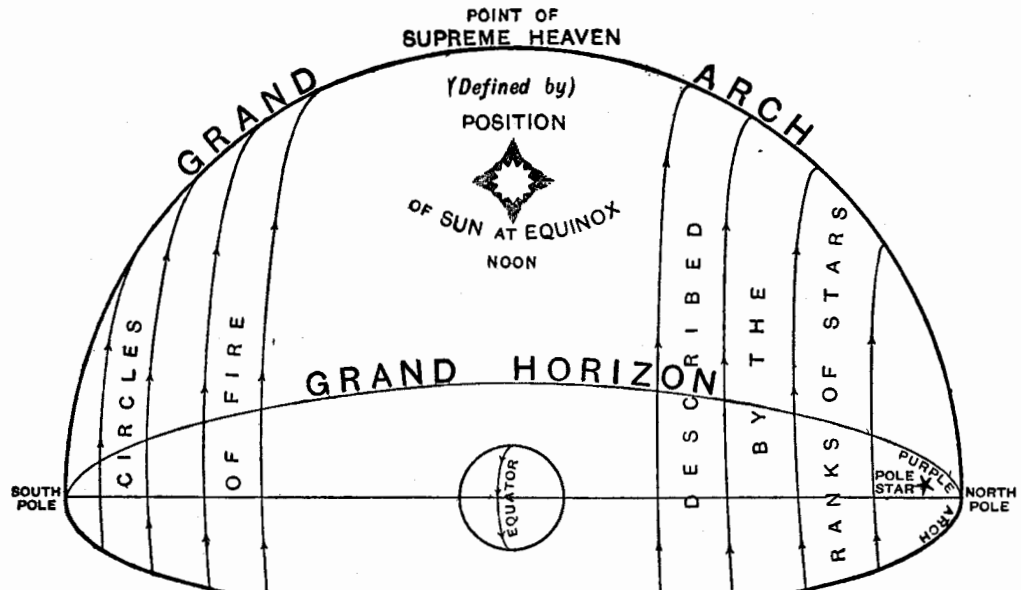 POINT OF
SUPREME HEAVEN
GRAND ARCH
(Defined by)
POSITION
OF SUN AT EQUINOX
NOON
CIRCLES
OF FIRE
DESCRIBED
BY THE
RANKS OF STARS
GRAND HORIZON
EQUATOR
SOUTH
POLE
POLE
STAR
PURPLE
ARCH
NORTH
POLE